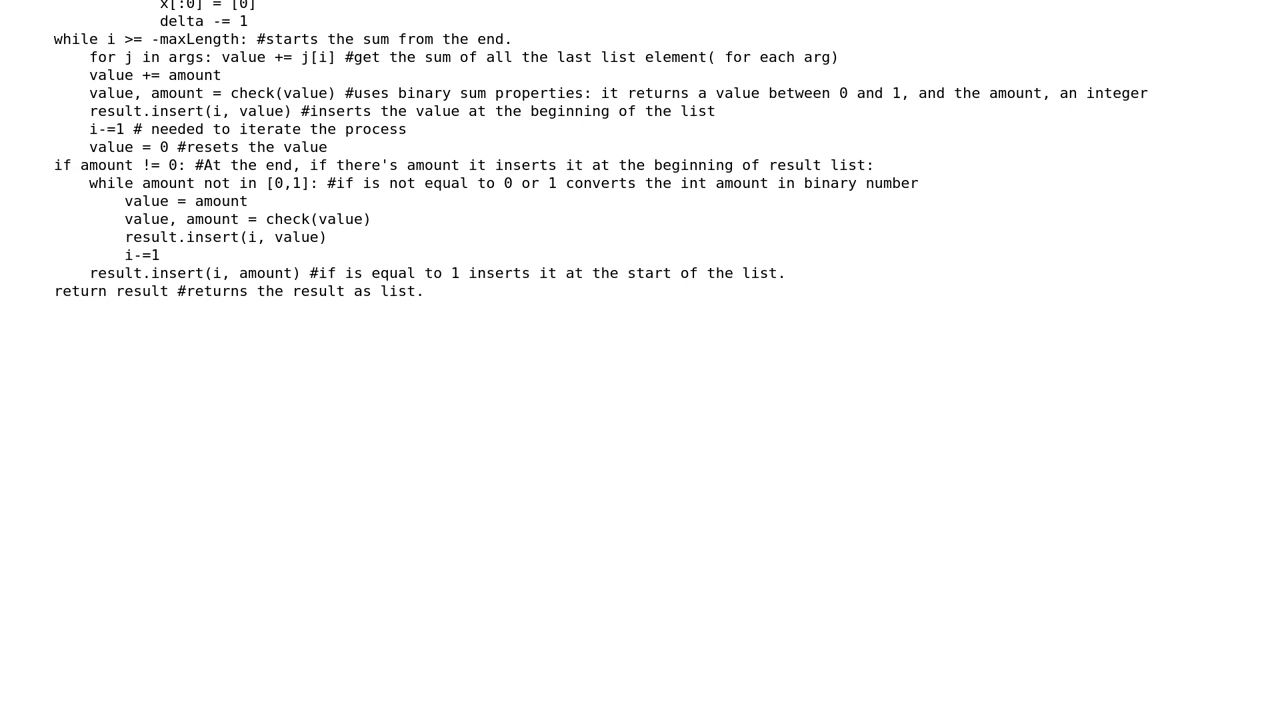 x[:0] = [0]
delta -= 1
while i >= -maxLength: #starts the sum from the end.
for j in args: value += j[i] #get the sum of all the last list element( for each arg)
value += amount
value, amount = check(value) #uses binary sum properties: it returns a value between 0 and 1, and the amount, an integer
result.insert(i, value) #inserts the value at the beginning of the list
i-=1 # needed to iterate the process
value = 0 #resets the value
if amount != 0: #At the end, if there's amount it inserts it at the beginning of result list:
while amount not in [0,1]: #if is not equal to 0 or 1 converts the int amount in binary number
value = amount
value, amount = check(value)
result.insert(i, value)
i-=1
result.insert(i, amount) #if is equal to 1 inserts it at the start of the list.
return result #returns the result as list.